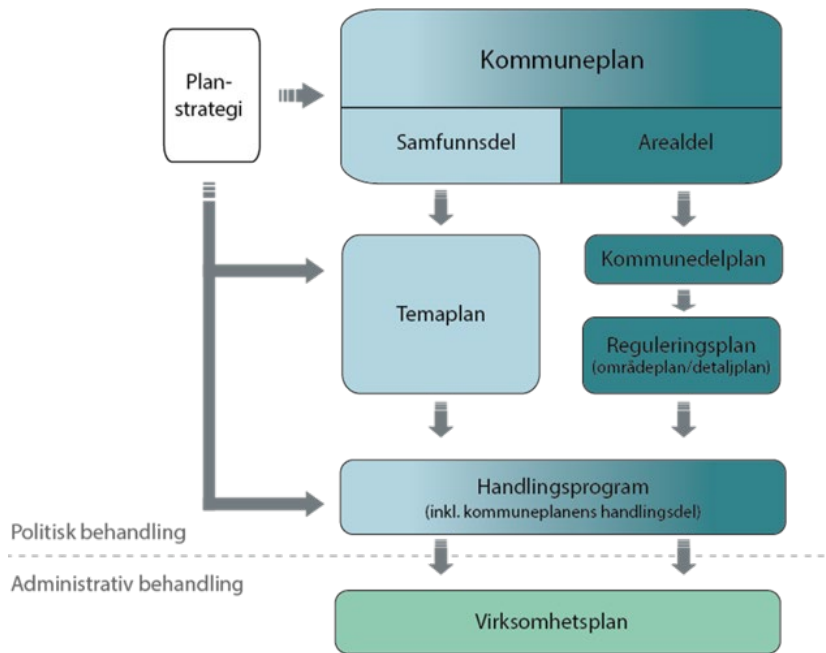 Plan-
strategi
Kommuneplan
Samfunnsdel
Arealdel
Temaplan
Kommunedelplan
Reguleringsplan
(områdeplan/detaljplan)
Handlingsprogram
(inkl. kommuneplanens handlingsdel)
Politisk behandling
Administrativ behandling
Virksomhetsplan